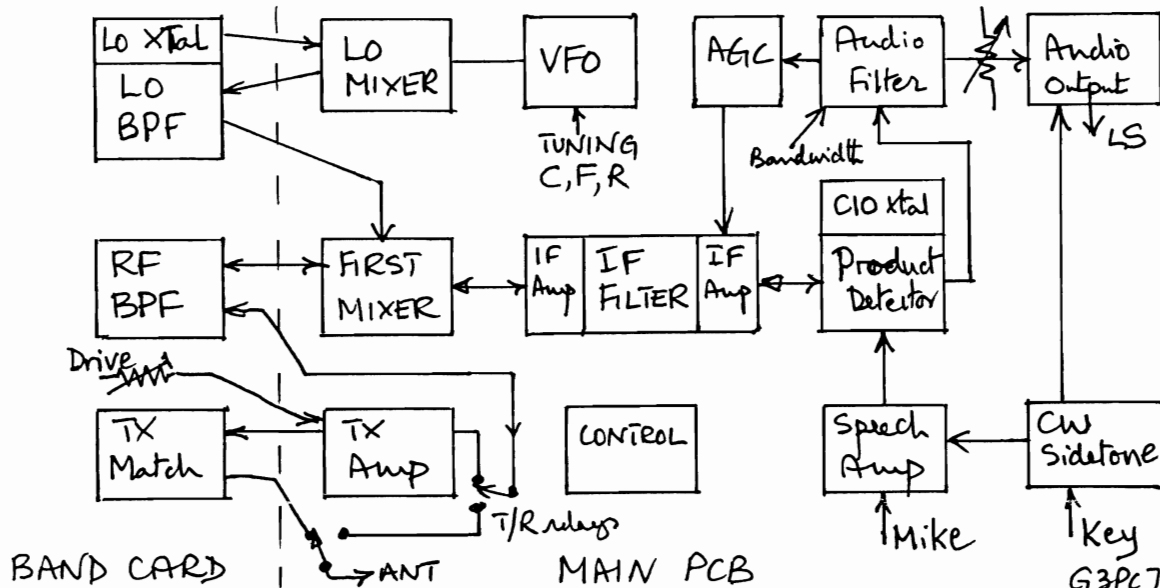 LO XTal
LO
BPF
LO
MIXER
VFO
TUNING
C, F, R
AGC
Audio
Filter
Bandwidth
Audio
Output
LS
RF
BPF
FIRST
MIXER
IF
Amp
IF
FILTER
IF
Amp
CIO Xtal
Product
Detector
Drive
TX
Match
TX
Amp
T/R relays
CONTROL
Speech
Amp
CW
Sidetone
BAND CARD
ANT
MAIN PCB
Mike
Key
G3PCJ